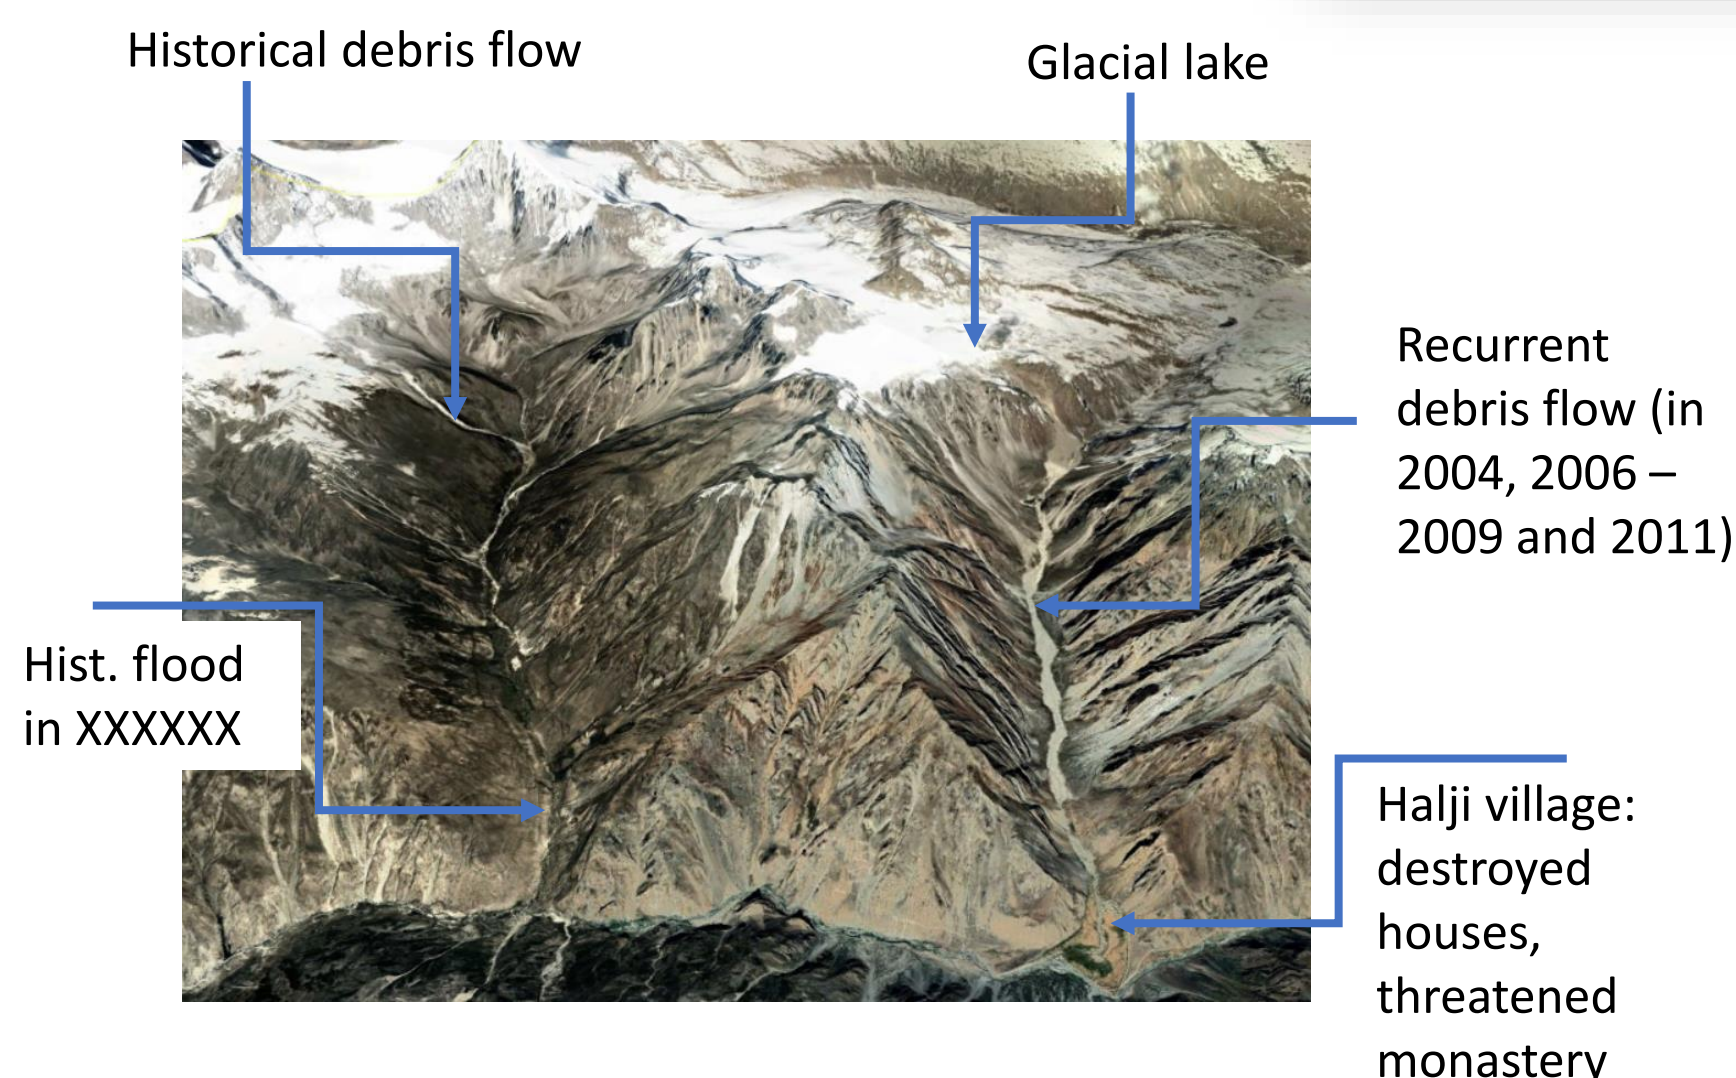 Historical debris flow
Glacial lake
Recurrent
debris flow (in
2004, 2006 –
2009 and 2011)
Hist. flood
in XXXXXX
Halji village:
destroyed
houses,
threatened
monastery